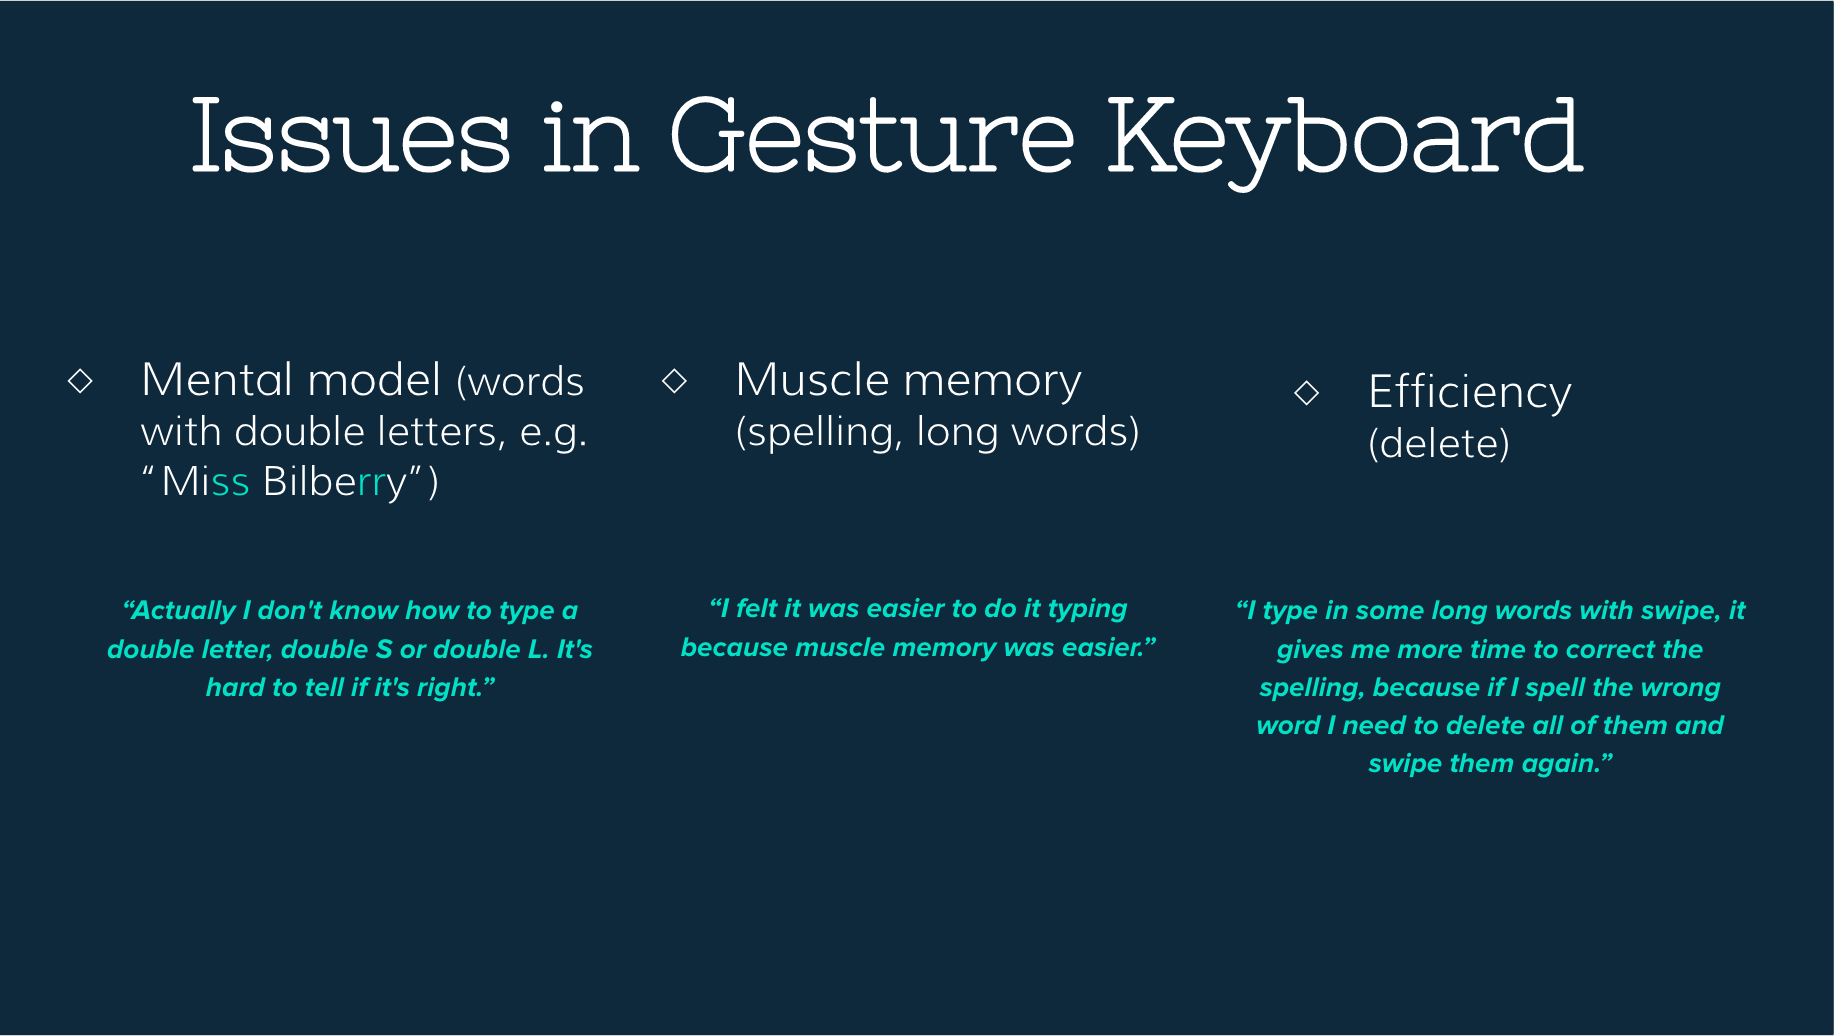 Issues in Gesture Keyboard
◇ Mental model (words
with double letters, e.g.
“Miss Bilberry”)
“Actually I don't know how to type a
double letter, double S or double L. It's
hard to tell if it's right.”
◇ Muscle memory
(spelling, long words)
“I felt it was easier to do it typing
because muscle memory was easier.”
◇ Efficiency
(delete)
“I type in some long words with swipe, it
gives me more time to correct the
spelling, because if I spell the wrong
word I need to delete all of them and
swipe them again.”